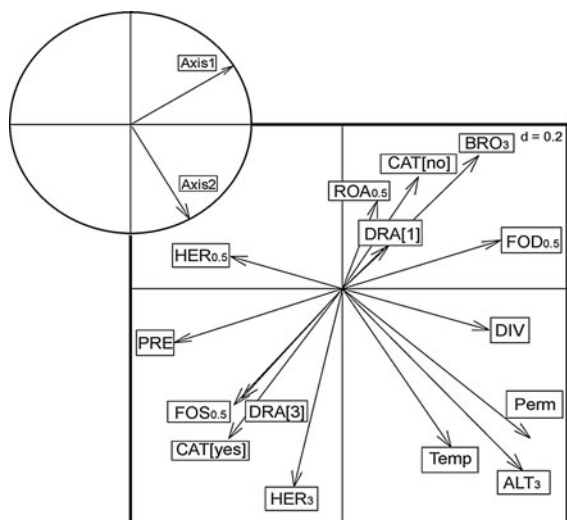 Axis1
Axis2
d = 0.2
BRO3
CAT[no]
ROA0.5
DRA[1]
FOD0.5
HER0.5
DIV
PRE
Perm
FOS0.5
DRA[3]
CAT[yes]
Temp
ALT3
HER3